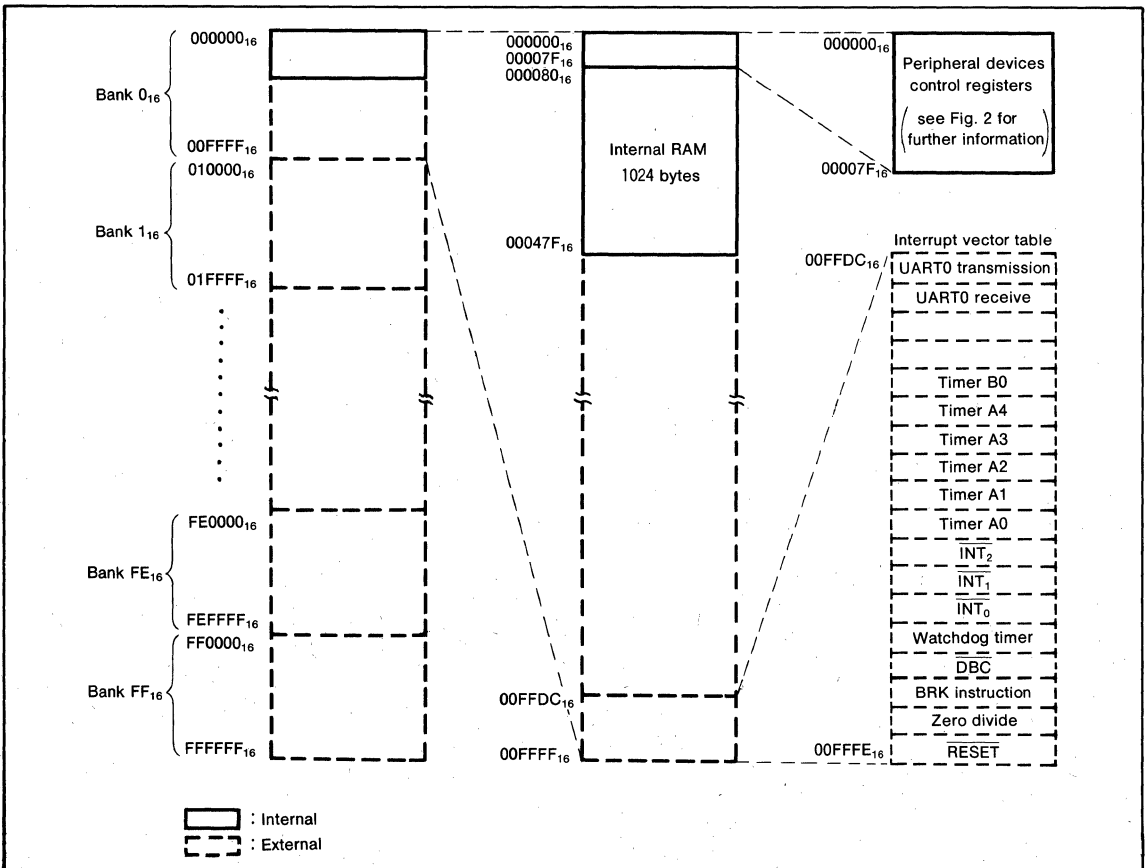 000000₁₆
Bank 0₁₆
00FFFF₁₆
010000₁₆
Bank 1₁₆
01FFFF₁₆
FE0000₁₆
Bank FE₁₆
FEFFFF₁₆
FF0000₁₆
Bank FF₁₆
FFFFFF₁₆
000000₁₆
00007F₁₆
000080₁₆
Internal RAM
1024 bytes
00047F₁₆
00FFDC₁₆
00FFFF₁₆
000000₁₆
Peripheral devices
control registers
(see Fig. 2 for
further information)
00007F₁₆
Interrupt vector table
00FFDC₁₆
UART0 transmission
UART0 receive
Timer B0
Timer A4
Timer A3
Timer A2
Timer A1
Timer A0
INT₂
INT₁
INT₀
Watchdog timer
DBC
BRK instruction
Zero divide
00FFFE₁₆
RESET
: Internal
: External